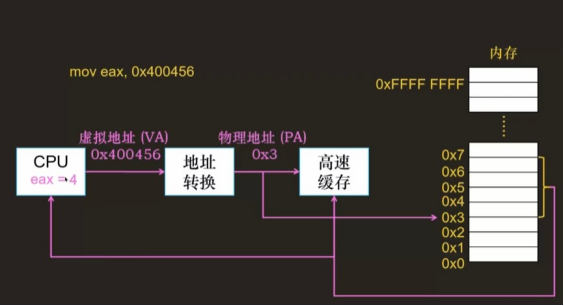 内存
mov eax, 0x400456
0xFFFF FFFF
虚拟地址 (VA)
0x400456
物理地址 (PA)
0x3
CPU
eax = 4
地址
转换
高速
缓存
0x7
0x6
0x5
0x4
0x3
0x2
0x1
0x0